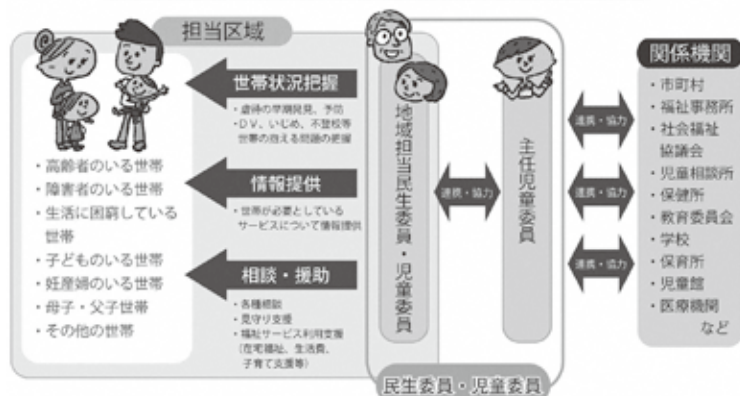 担当区域
・高齢者のいる世帯
・障害者のいる世帯
・生活に困窮している
世帯
・子どものいる世帯
・妊産婦のいる世帯
・母子・父子世帯
・その他の世帯
世帯状況把握
・虐待の早期発見、予防
・DV、いじめ、不登校等
世帯の抱える問題の把握
情報提供
・世帯が必要としている
サービスについて情報提供
相談・援助
・各種相談
・見守り支援
・福祉サービス利用支援
(在宅福祉、生活費、
子育て支援等)
地域担当民生委員・児童委員
連携・協力
主任児童委員
民生委員・児童委員
連携・協力
連携・協力
連携・協力
関係機関
・市町村
・福祉事務所
・社会福祉
協議会
・児童相談所
・保健所
・教育委員会
・学校
・保育所
・児童館
・医療機関
など